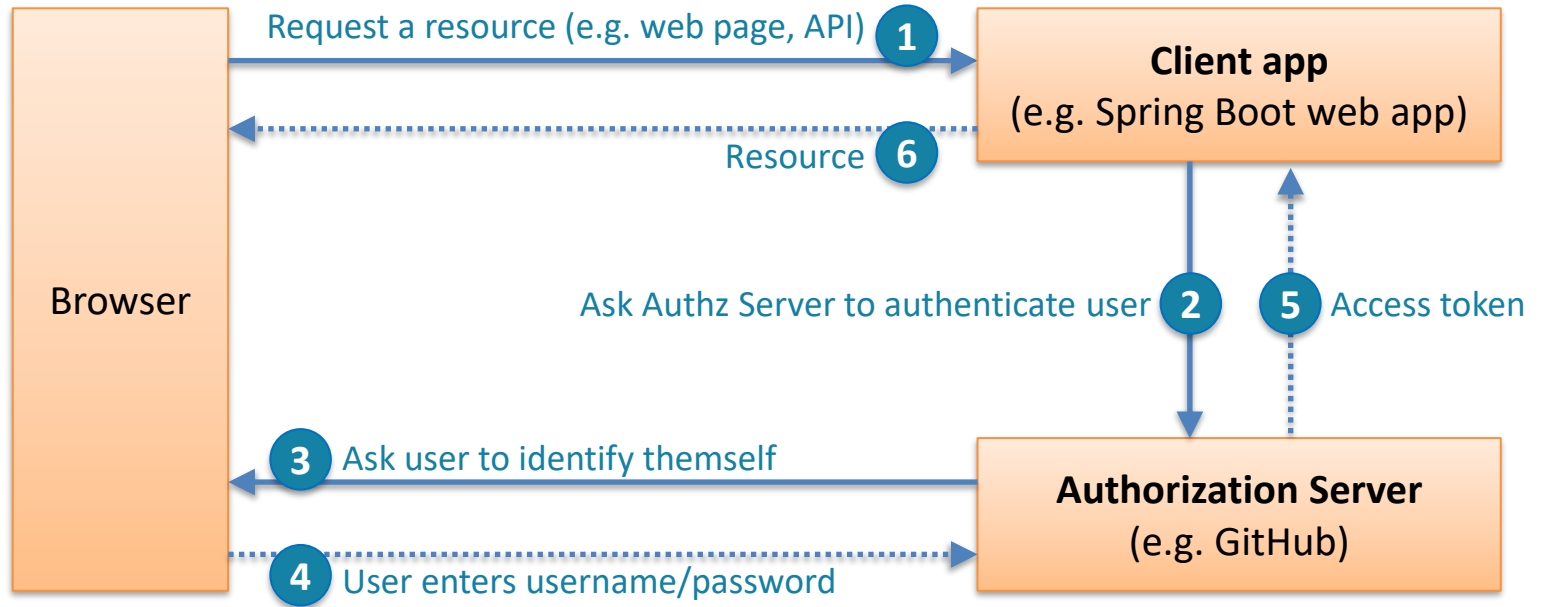 Request a resource (e.g. web page, API) 1
Client app
(e.g. Spring Boot web app)
Resource 6
Browser
Ask Authz Server to authenticate user 2
5 Access token
3 Ask user to identify themself
Authorization Server
(e.g. GitHub)
4 User enters username/password